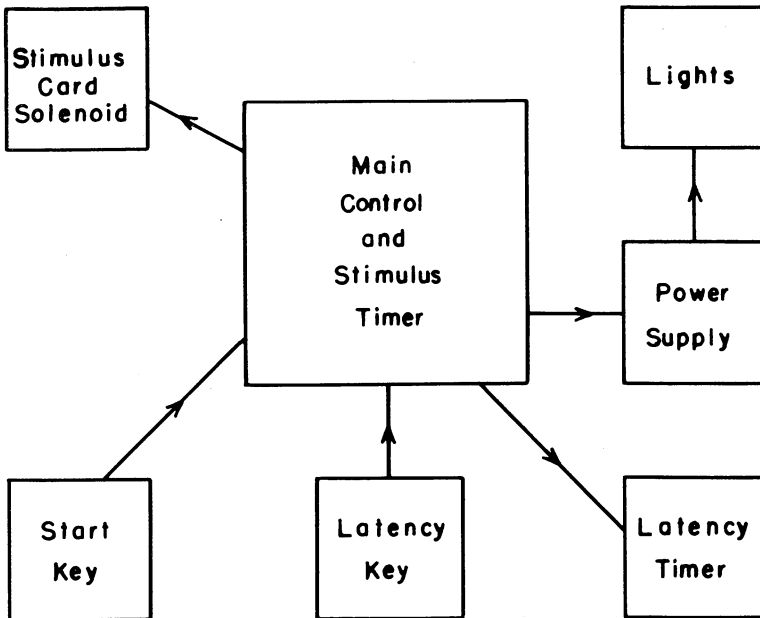 Stimulus
Card
Solenoid
Lights
Main
Control
and
Stimulus
Timer
Power
Supply
Start
Key
Latency
Key
Latency
Timer